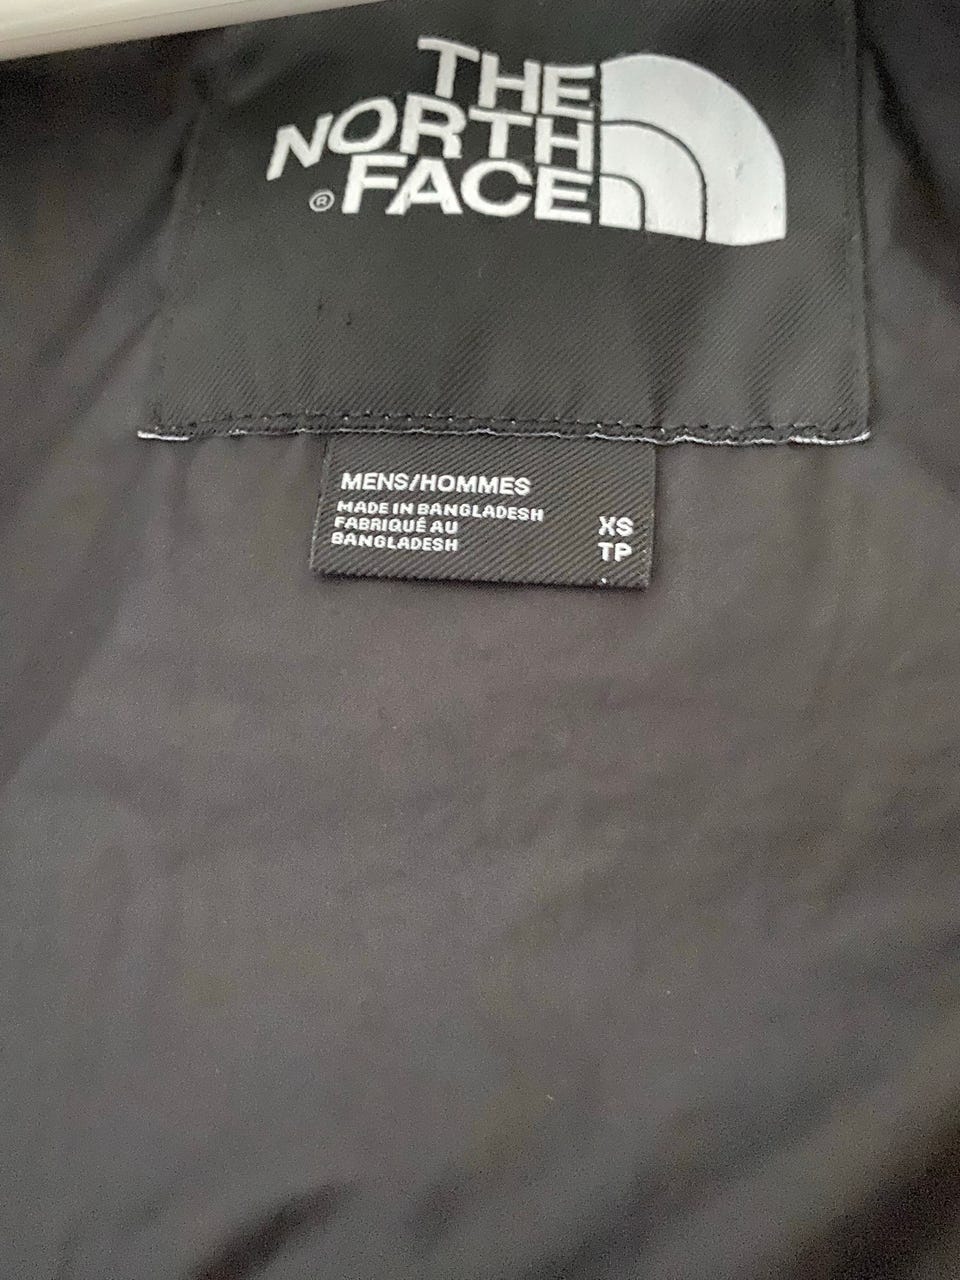 THE
NORTH
® FACE
MENS/HOMMES
MADE IN BANGLADESH
FABRIQUÉ AU
BANGLADESH
XS
TP